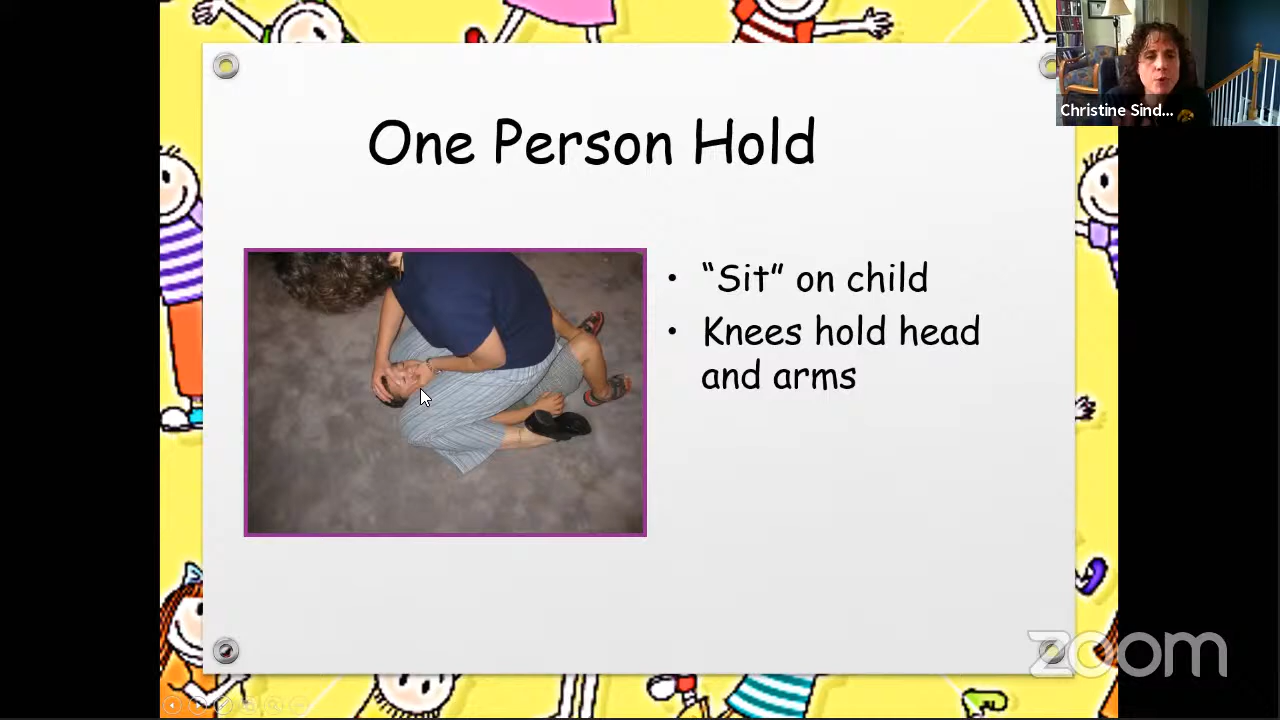 Christine Sind...
One Person Hold
• “Sit” on child
• Knees hold head
and arms
zoom